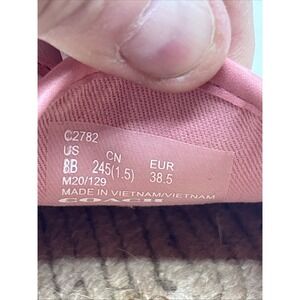 C2782
US CN EUR
8B 245(1.5) 38.5
M20/129
MADE IN VIETNAM/VIETNAM
COACH